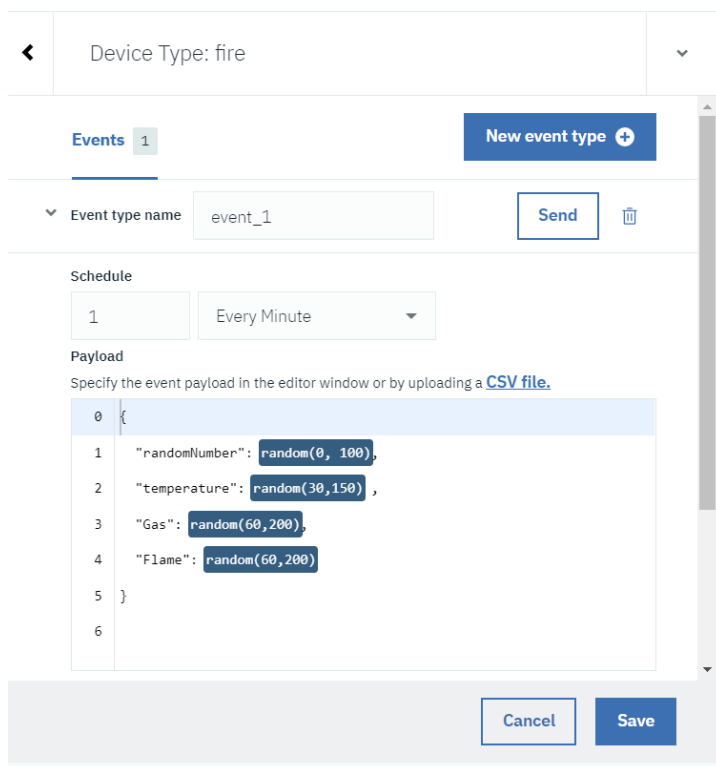 Device Type: fire
Events 1
New event type
Event type name event_1 Send
Schedule
1 Every Minute
Payload
Specify the event payload in the editor window or by uploading a CSV file.
0 {
1 "randomNumber": random(0, 100),
2 "temperature": random(30,150) ,
3 "Gas": random(60,200),
4 "Flame": random(60,200)
5 }
6
Cancel Save